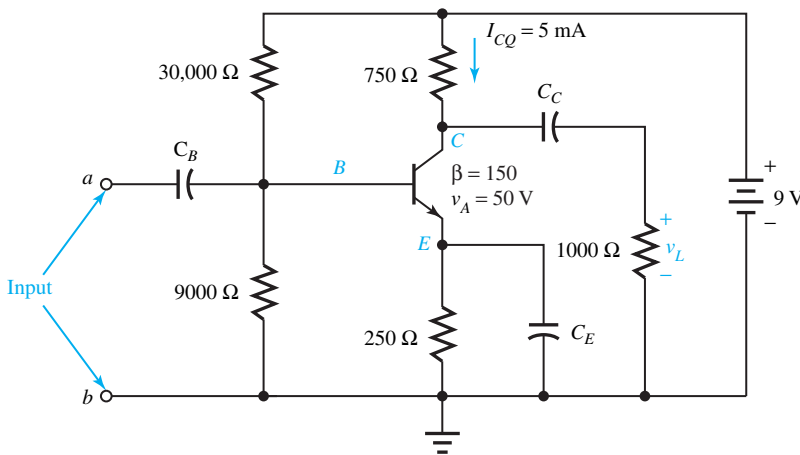 I_CQ = 5 mA
30,000 Ω
750 Ω
C_C
C_B
C
a
B
β = 150
v_A = 50 V
+
9 V
−
E
+
1000 Ω
v_L
−
Input
9000 Ω
250 Ω
C_E
b